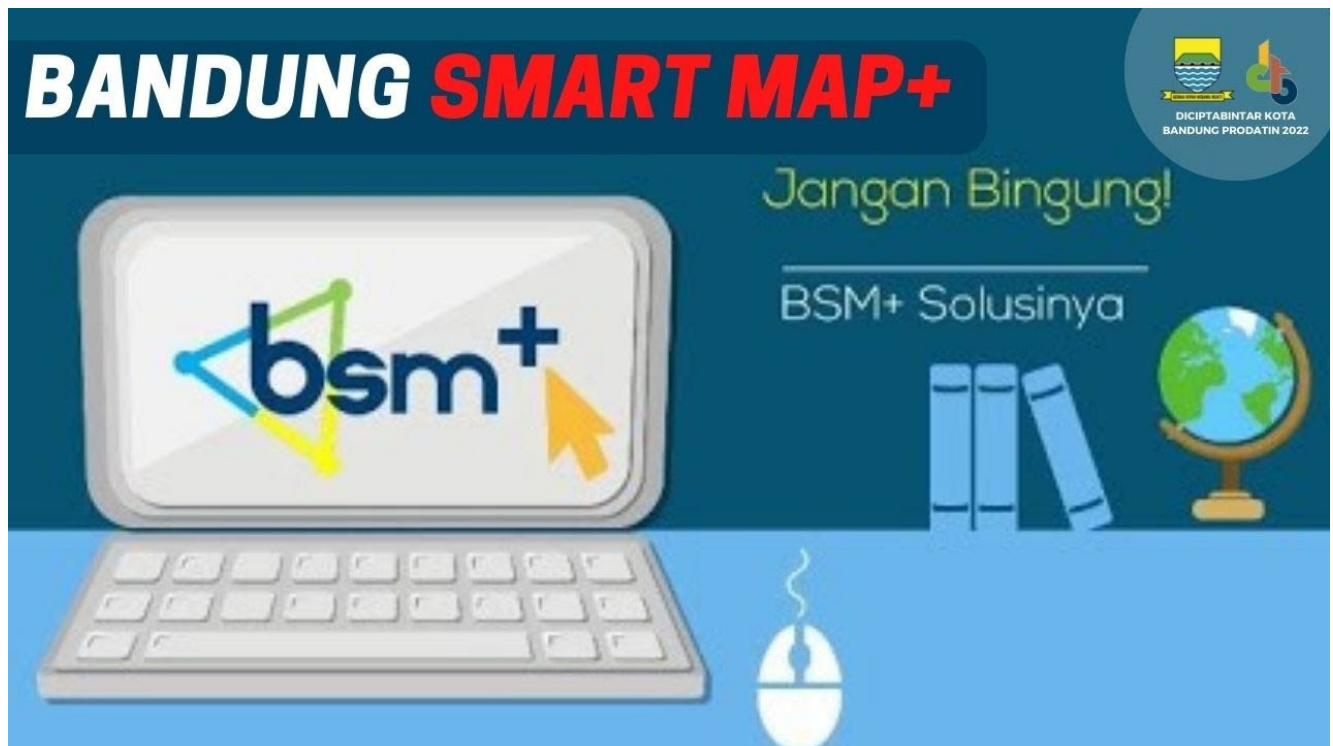 BANDUNG SMART MAP+
DICIPTABINTAR KOTA
BANDUNG PRODATIN 2022
Jangan Bingung!
BSM+ Solusinya
bsm+